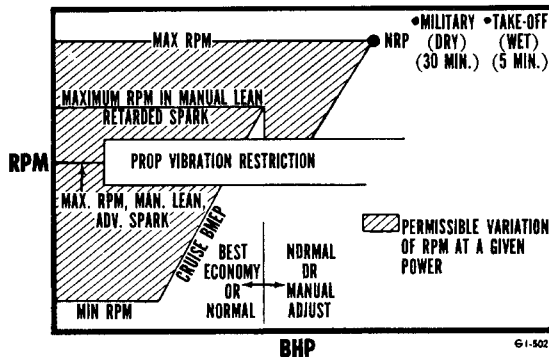 MAX RPM
NRP
•MILITARY
(DRY)
(30 MIN.)
•TAKE-OFF
(WET)
(5 MIN.)
MAXIMUM RPM IN MANUAL LEAN
RETARDED SPARK
RPM
PROP VIBRATION RESTRICTION
MAX. RPM, MAN. LEAN,
ADV. SPARK
CRUISE BMEP
PERMISSIBLE VARIATION
OF RPM AT A GIVEN
POWER
BEST
ECONOMY
OR
NORMAL
NORMAL
OR
MANUAL
ADJUST
MIN RPM
BHP
G1-502